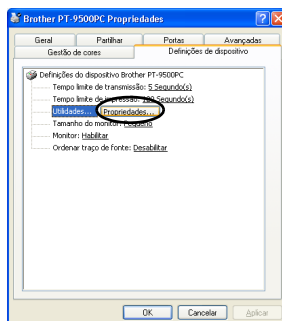 Brother PT-9500PC Propriedades
Geral Partilhar Portas Avançadas
Gestão de cores Definições de dispositivo
Definições do dispositivo Brother PT-9500PC
Tempo limite de transmissão: 5 Segundo(s)
Tempo limite de impressão: 180 Segundo(s)
Utilidades... Propriedades...
Tamanho do monitor: Pequeno
Monitor: Habilitar
Ordenar traço de fonte: Desabilitar
OK Cancelar Aplicar